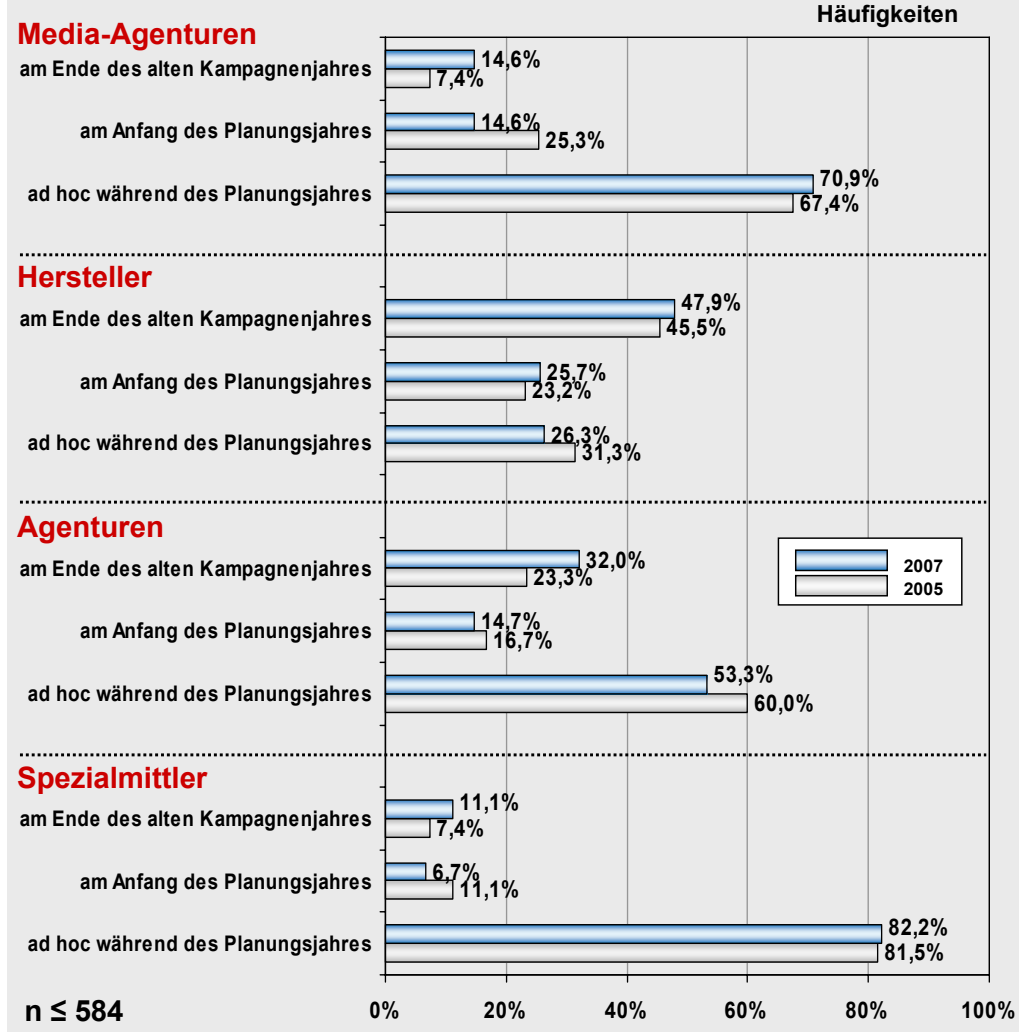 Häufigkeiten
Media-Agenturen
am Ende des alten Kampagnenjahres 14,6%
7,4%
am Anfang des Planungsjahres 14,6%
25,3%
ad hoc während des Planungsjahres 70,9%
67,4%
Hersteller
am Ende des alten Kampagnenjahres 47,9%
45,5%
am Anfang des Planungsjahres 25,7%
23,2%
ad hoc während des Planungsjahres 26,3%
31,3%
Agenturen
am Ende des alten Kampagnenjahres 32,0%
23,3%
2007
2005
am Anfang des Planungsjahres 14,7%
16,7%
ad hoc während des Planungsjahres 53,3%
60,0%
Spezialmittler
am Ende des alten Kampagnenjahres 11,1%
7,4%
am Anfang des Planungsjahres 6,7%
11,1%
ad hoc während des Planungsjahres 82,2%
81,5%
n ≤ 584 0% 20% 40% 60% 80% 100%